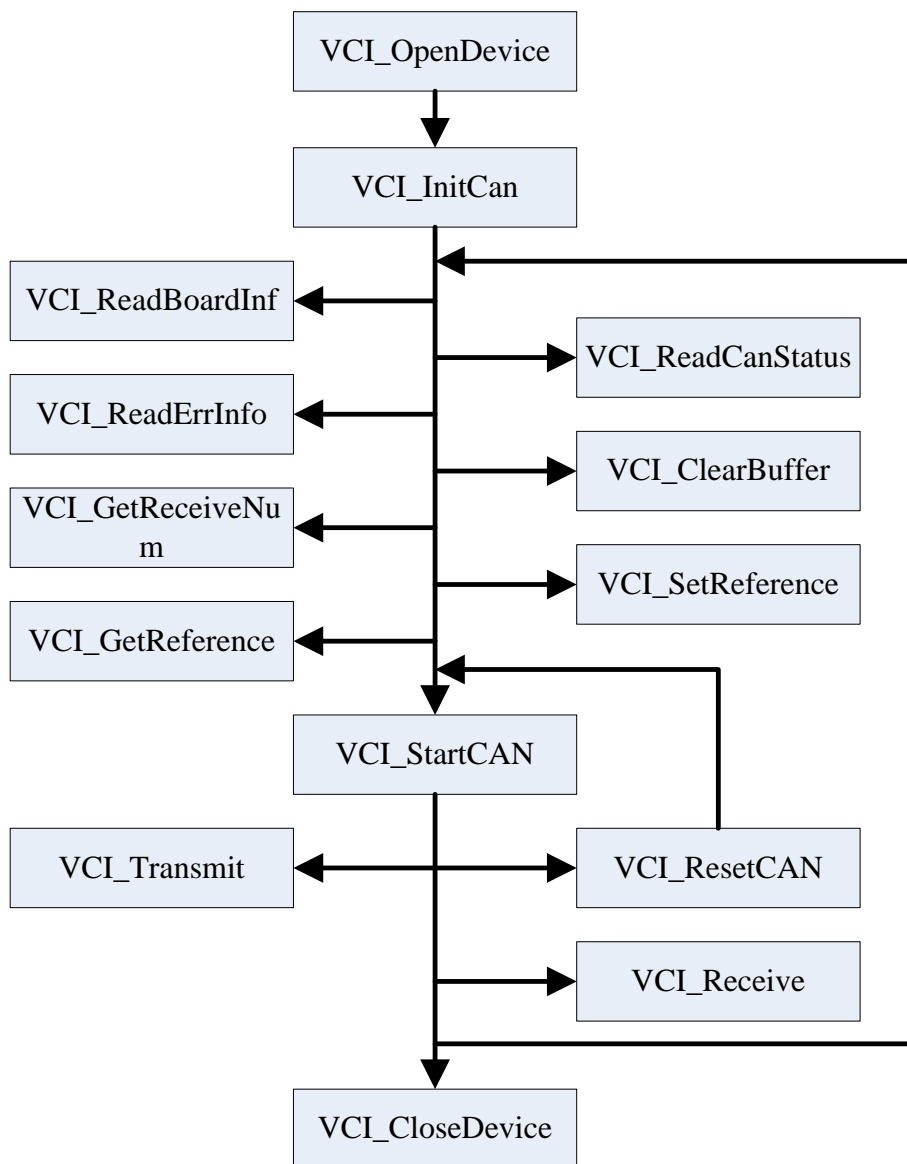 VCI_OpenDevice
VCI_InitCan
VCI_ReadBoardInf
VCI_ReadCanStatus
VCI_ReadErrInfo
VCI_ClearBuffer
VCI_GetReceiveNu
m
VCI_SetReference
VCI_GetReference
VCI_StartCAN
VCI_Transmit
VCI_ResetCAN
VCI_Receive
VCI_CloseDevice